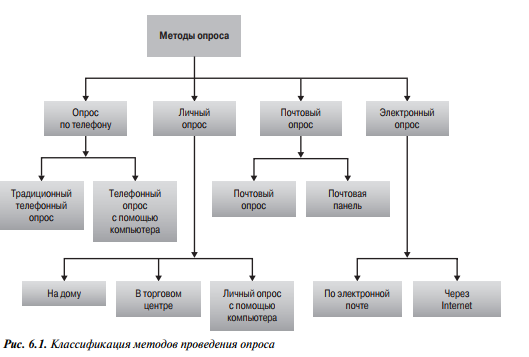 Методы опроса
Опрос
по телефону
Личный
опрос
Почтовый
опрос
Электронный
опрос
Традиционный
телефонный
опрос
Телефонный
опрос
с помощью
компьютера
Почтовый
опрос
Почтовая
панель
На дому
В торговом
центре
Личный опрос
с помощью
компьютера
По электронной
почте
Через
Internet
Рис. 6.1. Классификация методов проведения опроса